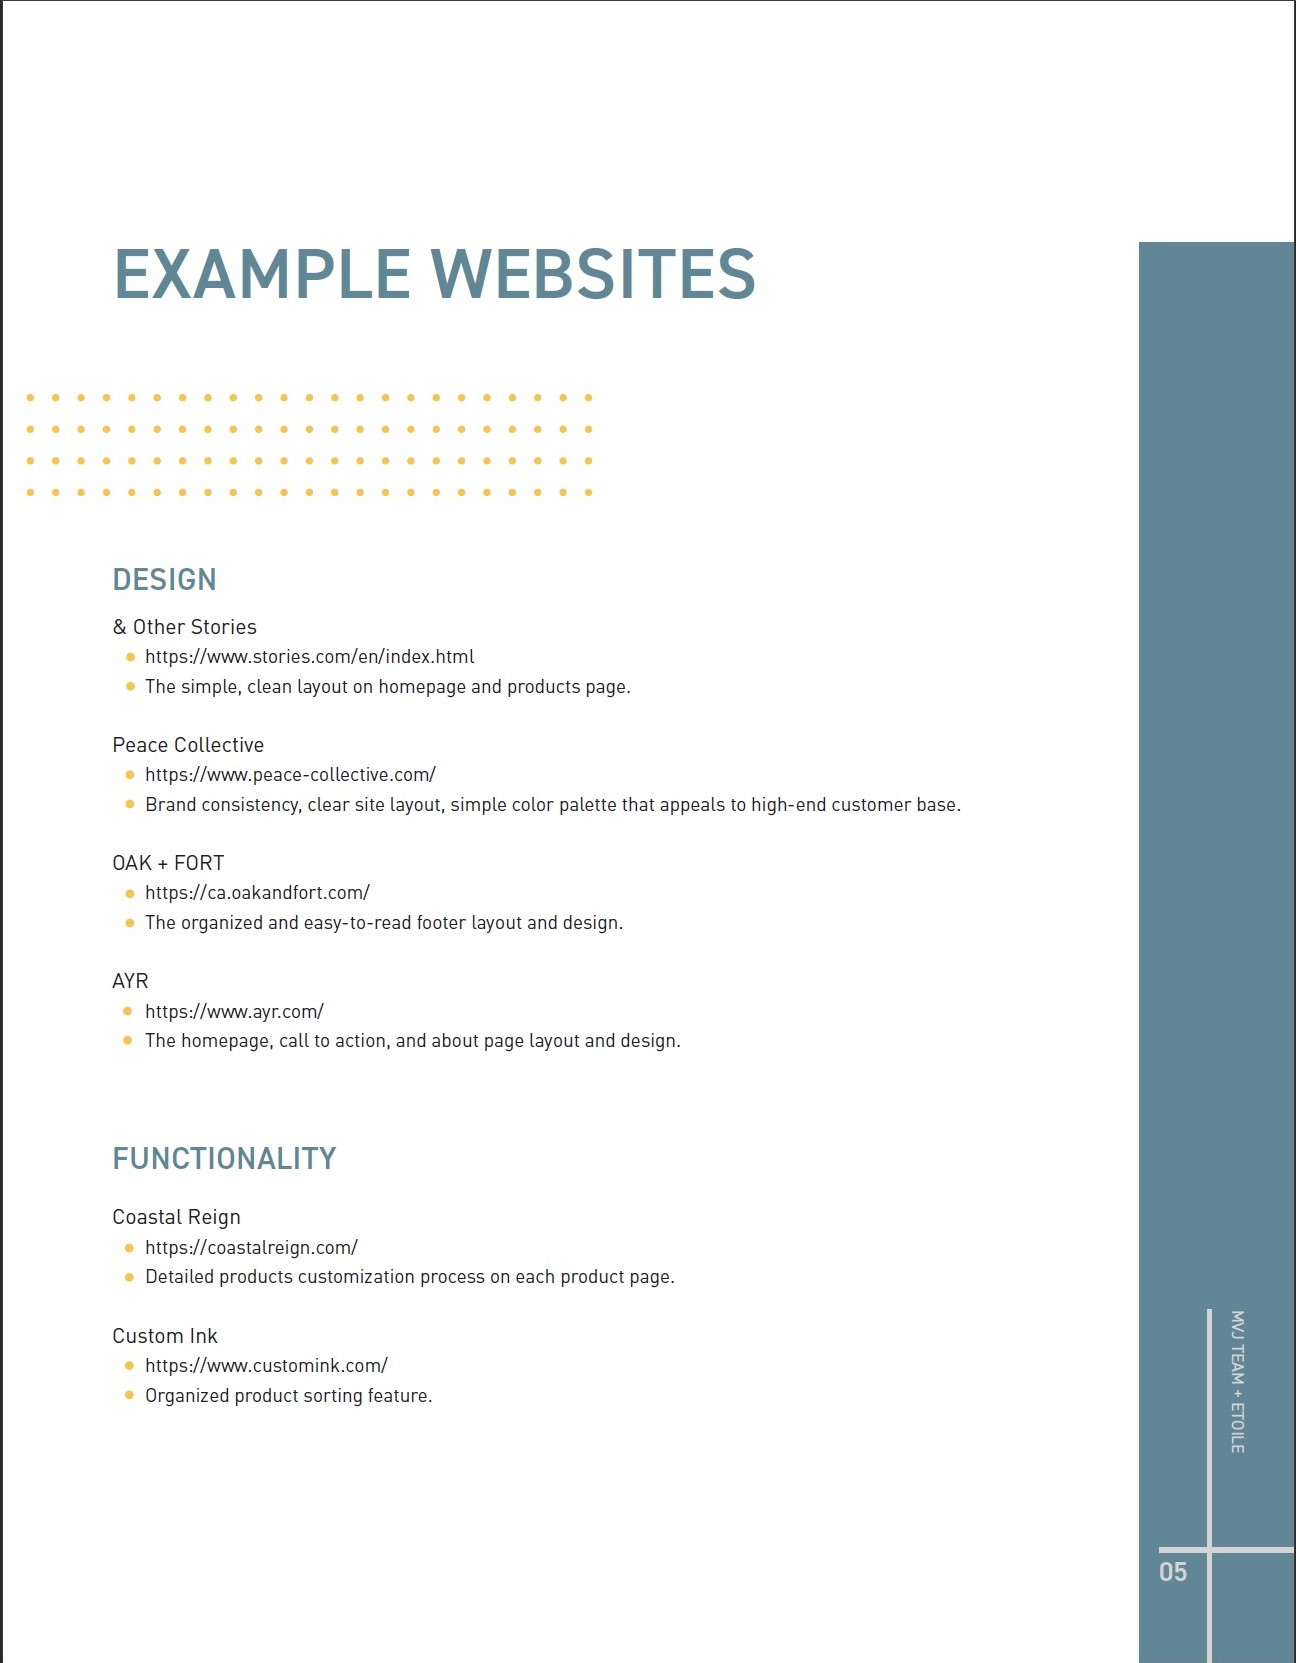 EXAMPLE WEBSITES
DESIGN
& Other Stories
https://www.stories.com/en/index.html
The simple, clean layout on homepage and products page.
Peace Collective
https://www.peace-collective.com/
Brand consistency, clear site layout, simple color palette that appeals to high-end customer base.
OAK + FORT
https://ca.oakandfort.com/
The organized and easy-to-read footer layout and design.
AYR
https://www.ayr.com/
The homepage, call to action, and about page layout and design.
FUNCTIONALITY
Coastal Reign
https://coastalreign.com/
Detailed products customization process on each product page.
Custom Ink
https://www.customink.com/
Organized product sorting feature.
MVJ TEAM + ETOILE
05